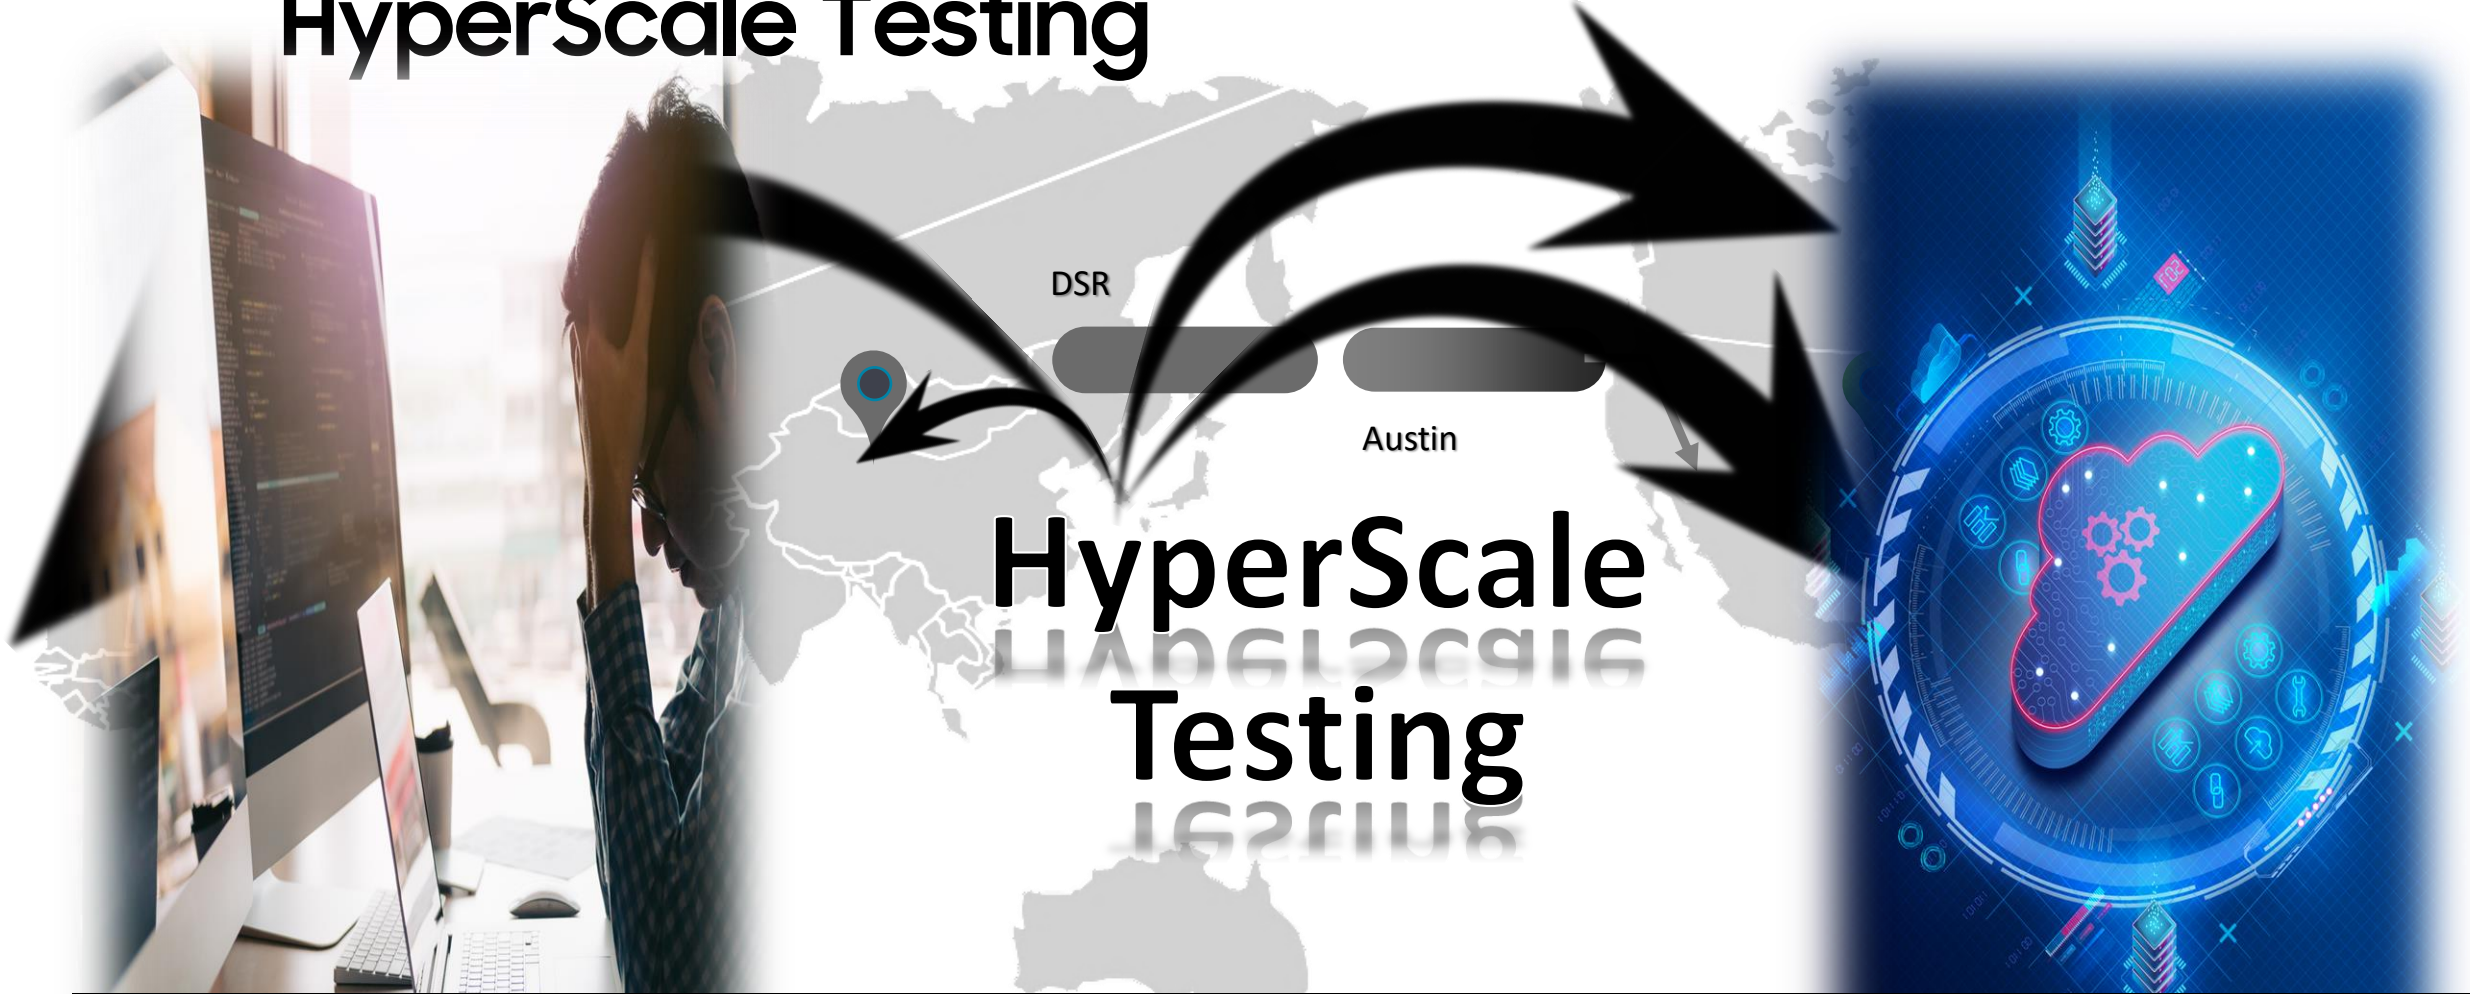 HyperScale Testing
DSR
Austin
HyperScale
Testing